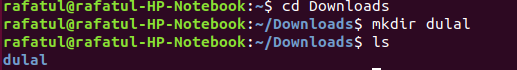 rafatul@rafatul-HP-Notebook:~$ cd Downloads
rafatul@rafatul-HP-Notebook:~/Downloads$ mkdir dulal
rafatul@rafatul-HP-Notebook:~/Downloads$ ls
dulal